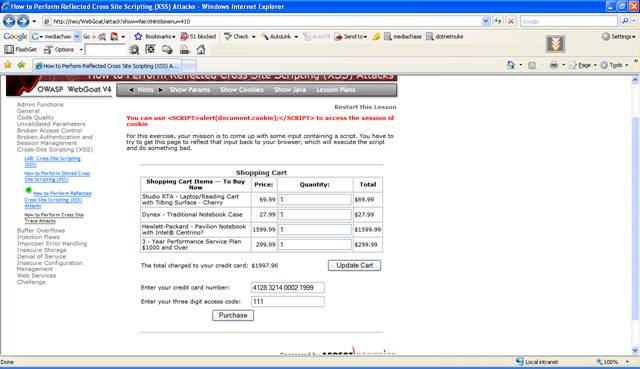 How to Perform Reflected Cross Site Scripting (XSS) Attacks - Windows Internet Explorer
http://neo/WebGoat/attack?show=NextHint&menu=410
Google
Google G mediachase Go Bookmarks 51 blocked Check AutoLink AutoFill Send to mediachase dotnetnuke Settings
FlashGet Options
How to Perform Reflected Cross Site Scripting (XSS) A... Page Tools
How to Perform Reflected Cross Site Scripting (XSS) Attacks
OWASP WebGoat V4 Hints Show Params Show Cookies Show Java Lesson Plans
Restart this Lesson
Admin Functions
General
Code Quality
Unvalidated Parameters
Broken Access Control
Broken Authentication and Session Management
Cross-Site Scripting (XSS)
LAB: Cross Site Scripting (XSS)
How to Perform Stored Cross Site Scripting (XSS)
How to Perform Reflected Cross Site Scripting (XSS) Attacks
How to Perform Cross Site Trace Attacks
Buffer Overflows
Injection Flaws
Improper Error Handling
Insecure Storage
Denial of Service
Insecure Configuration Management
Web Services
Challenge
You can use <SCRIPT>alert(document.cookie);</SCRIPT> to access the session id
cookie
For this exercise, your mission is to come up with some input containing a script. You have to
try to get this page to reflect that input back to your browser, which will execute the script
and do something bad.
Shopping Cart
Shopping Cart Items -- To Buy Now Price: Quantity: Total
Studio RTA - Laptop/Reading Cart with Tilting Surface - Cherry 69.99 1 $69.99
Dynex - Traditional Notebook Case 27.99 1 $27.99
Hewlett-Packard - Pavilion Notebook with Intel® Centrino? 1599.99 1 $1599.99
3 - Year Performance Service Plan $1000 and Over 299.99 1 $299.99
The total charged to your credit card: $1997.96 Update Cart
Enter your credit card number: 4128 3214 0002 1999
Enter your three digit access code: 111
Purchase
Sponsored by ASPECT SECURITY
Done Local intranet 100%